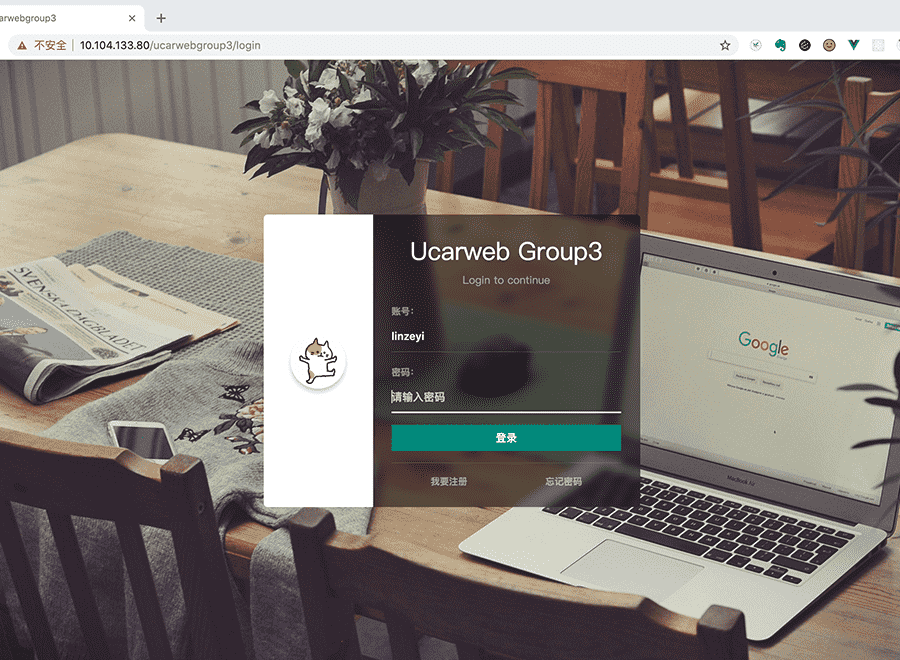 arwebgroup3
不安全
10.104.133.80/ucarwebgroup3/login
Ucarweb Group3
Login to continue
账号:
linzeyi
密码:
请输入密码
登录
我要注册
忘记密码
SVENSKA DAGBLADET
Google
MacBook Air